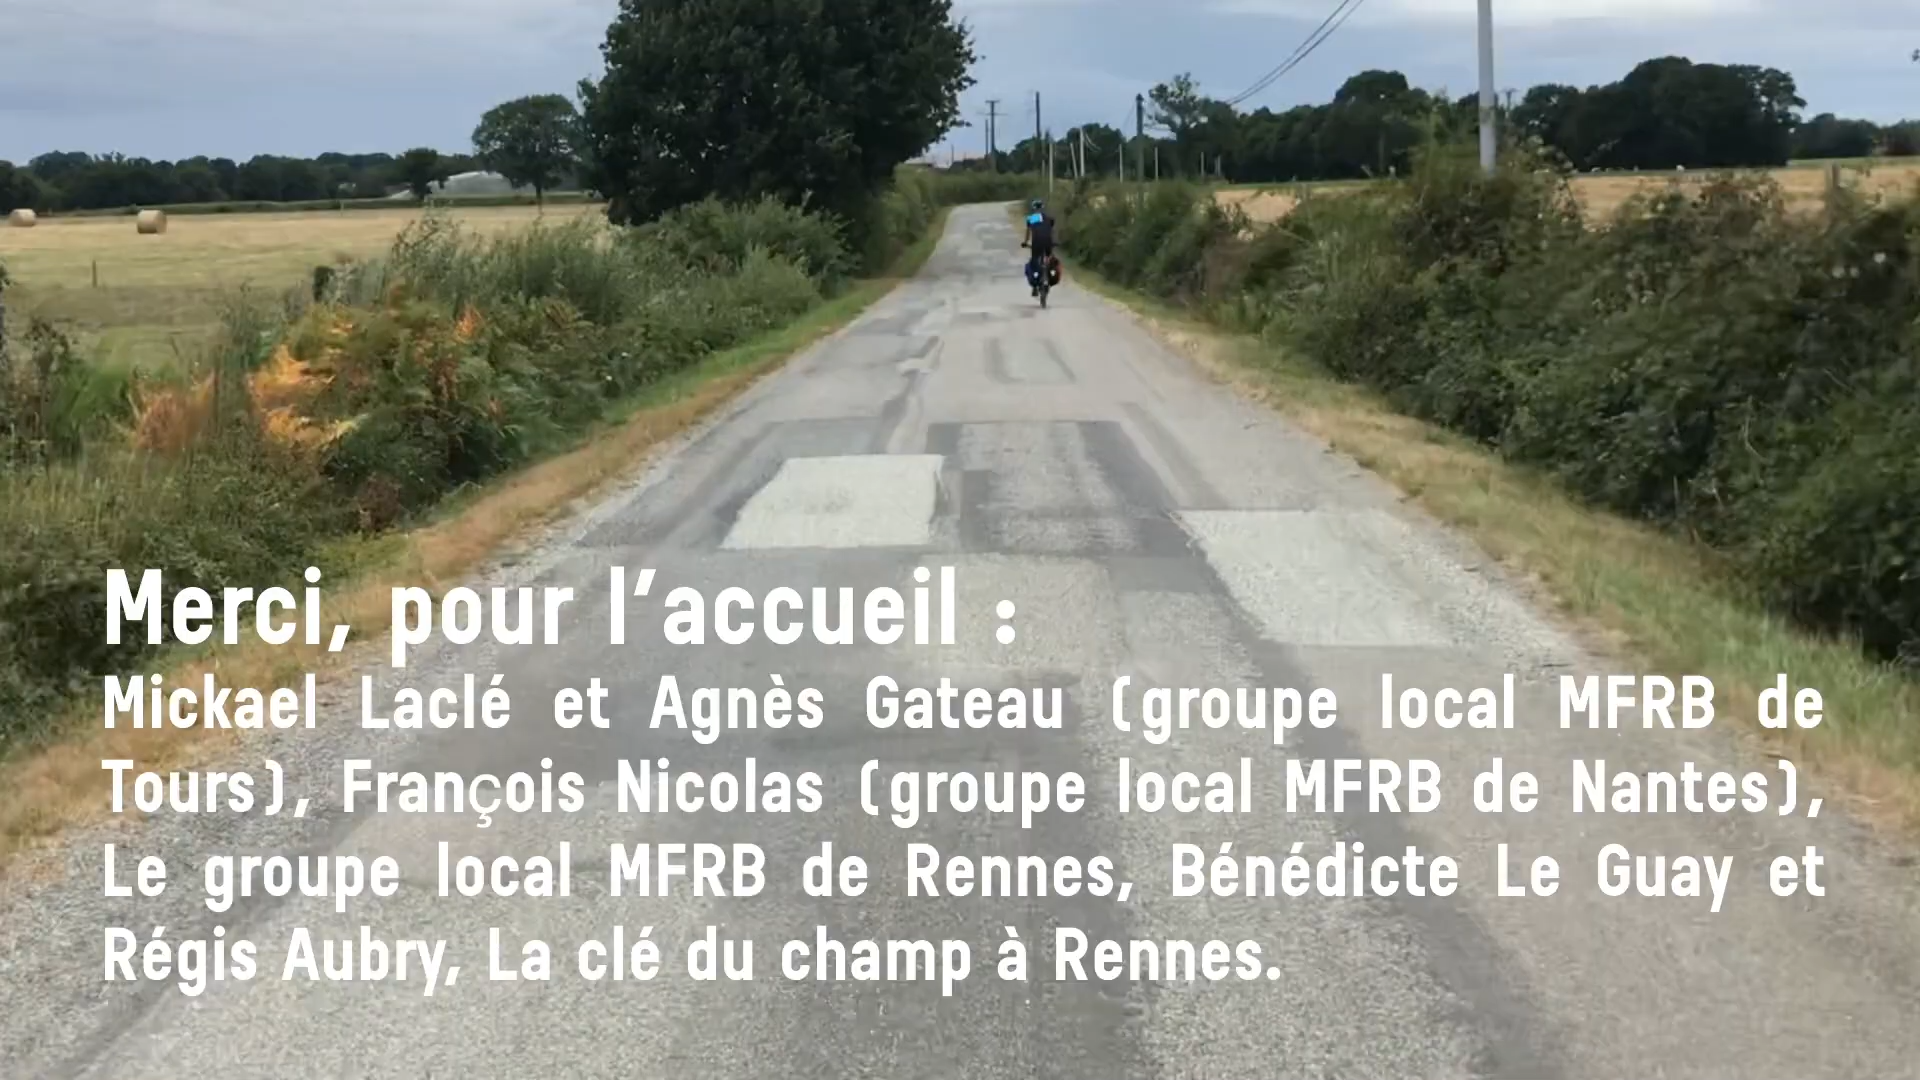 Merci, pour l’accueil :
Mickael Laclé et Agnès Gateau (groupe local MFRB de
Tours), François Nicolas (groupe local MFRB de Nantes),
Le groupe local MFRB de Rennes, Bénédicte Le Guay et
Régis Aubry, La clé du champ à Rennes.